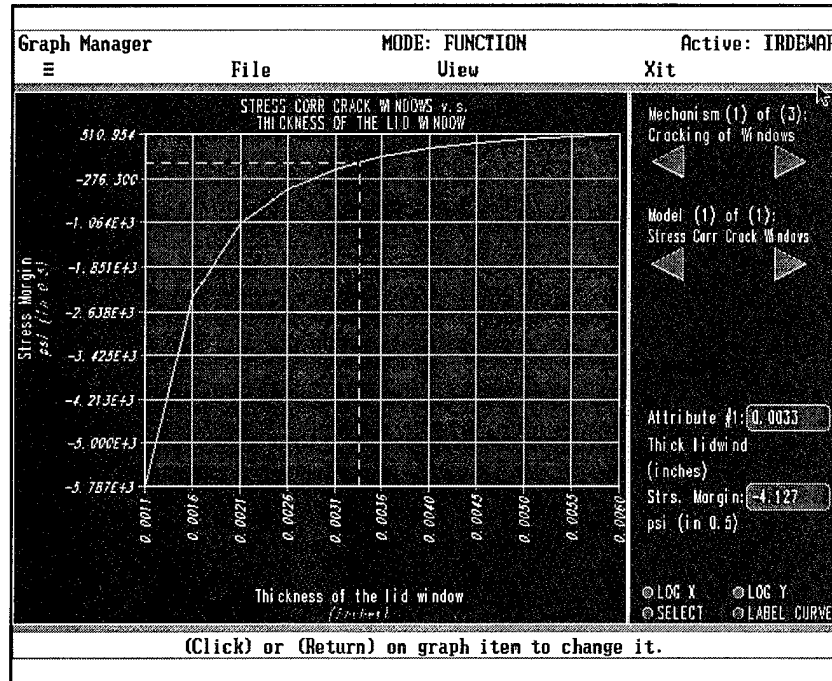 Graph Manager MODE: FUNCTION Active: IRDEWAR
≡ File View Xit
STRESS CORR CRACK WINDOWS v.s.
THICKNESS OF THE LID WINDOW
510.954
-276.300
-1.064E+3
-1.851E+3
-2.638E+3
-3.425E+3
-4.213E+3
-5.000E+3
-5.787E+3
Stress Margin
psi (in 0.5)
0.0011 0.0016 0.0021 0.0026 0.0031 0.0036 0.0040 0.0045 0.0050 0.0055 0.0060
Thickness of the lid window
(inches)
Mechanism (1) of (3):
Cracking of Windows
Model (1) of (1):
Stress Corr Crack Windows
Attribute #1: 0.0033
Thick lidwind
(inches)
Strs. Margin: -4.127
psi (in 0.5)
LOG X LOG Y
SELECT LABEL CURVE
(Click) or (Return) on graph item to change it.